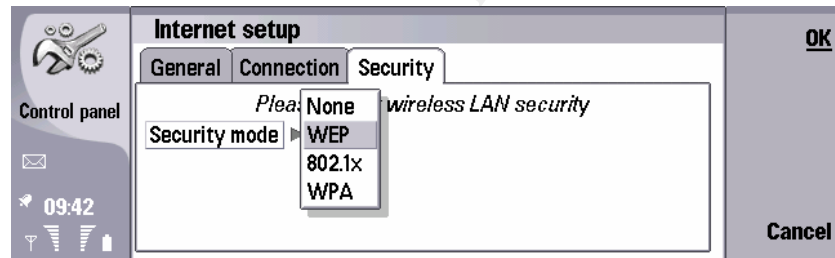 Internet setup
OK
General Connection Security
Control panel
Plea wireless LAN security
None
Security mode WEP
802.1x
WPA
09:42
Cancel